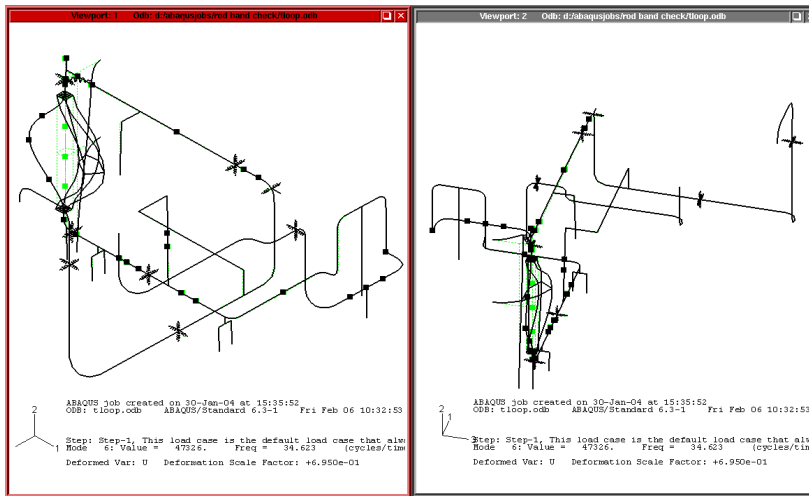 Viewport: 1 Odb: d:/abaqusjobs/rod band check/tloop.odb
Viewport: 2 Odb: d:/abaqusjobs/rod band check/tloop.odb
2
1
ABAQUS job created on 30-Jan-04 at 15:35:52
ODB: tloop.odb ABAQUS/Standard 6.3-1 Fri Feb 06 10:32:53
Step: Step-1, This load case is the default load case that alw
Mode 6: Value = 47326. Freq = 34.623 (cycles/time
Deformed Var: U Deformation Scale Factor: +6.950e-01
2
1
3
ABAQUS job created on 30-Jan-04 at 15:35:52
ODB: tloop.odb ABAQUS/Standard 6.3-1 Fri Feb 06 10:32:53
Step: Step-1, This load case is the default load case that alw
Mode 6: Value = 47326. Freq = 34.623 (cycles/tim
Deformed Var: U Deformation Scale Factor: +6.950e-01